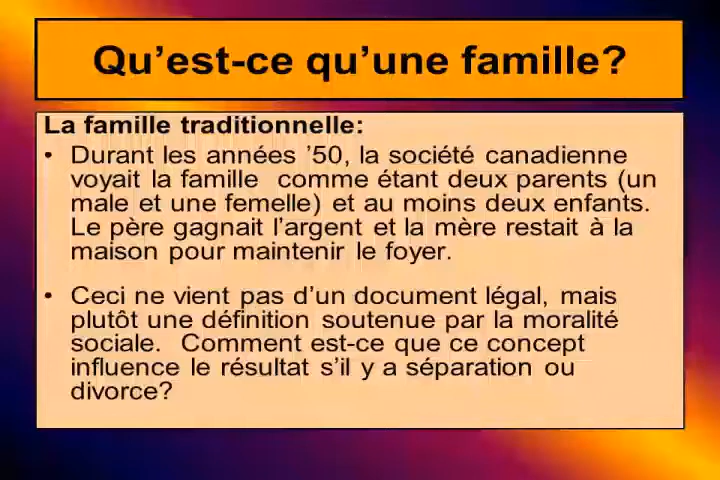 Qu’est-ce qu’une famille?
La famille traditionnelle:
• Durant les années ’50, la société canadienne
voyait la famille  comme étant deux parents (un
male et une femelle) et au moins deux enfants.
Le père gagnait l’argent et la mère restait à la
maison pour maintenir le foyer.
• Ceci ne vient pas d’un document légal, mais
plutôt une définition soutenue par la moralité
sociale.  Comment est-ce que ce concept
influence le résultat s’il y a séparation ou
divorce?